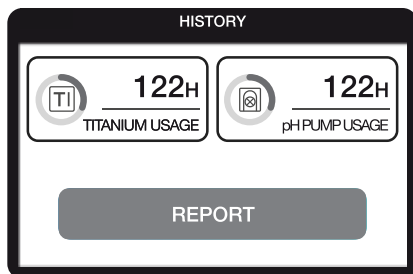 HISTORY
TI 122H
TITANIUM USAGE
122H
pH PUMP USAGE
REPORT